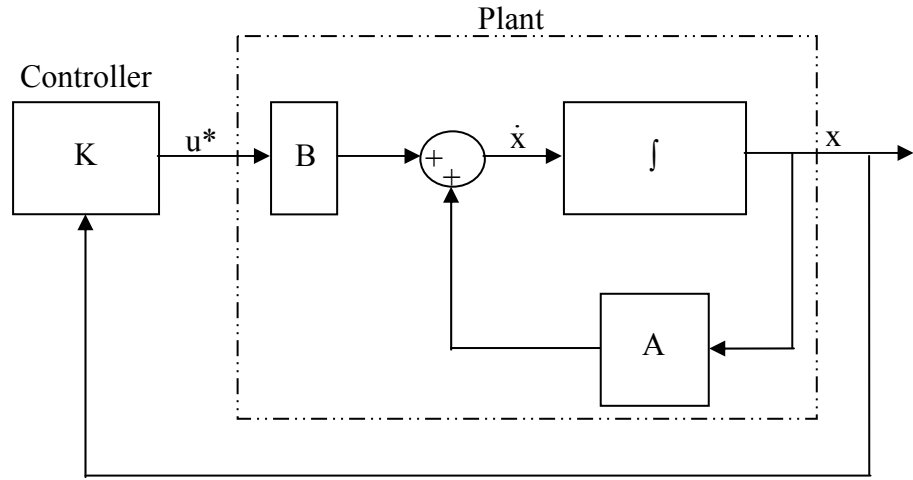 Plant
Controller
K
u*
B
+
+
ẋ
∫
x
A